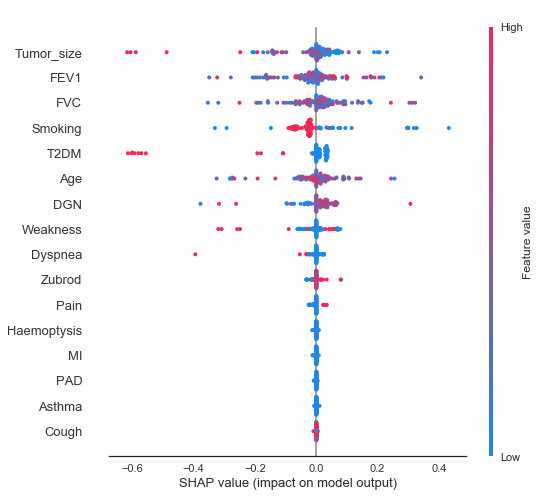 High
Tumor_size
FEV1
FVC
Smoking
T2DM
Age
DGN
Weakness
Dyspnea
Zubrod
Pain
Haemoptysis
MI
PAD
Asthma
Cough
Feature value
Low
−0.6 −0.4 −0.2 0.0 0.2 0.4
SHAP value (impact on model output)